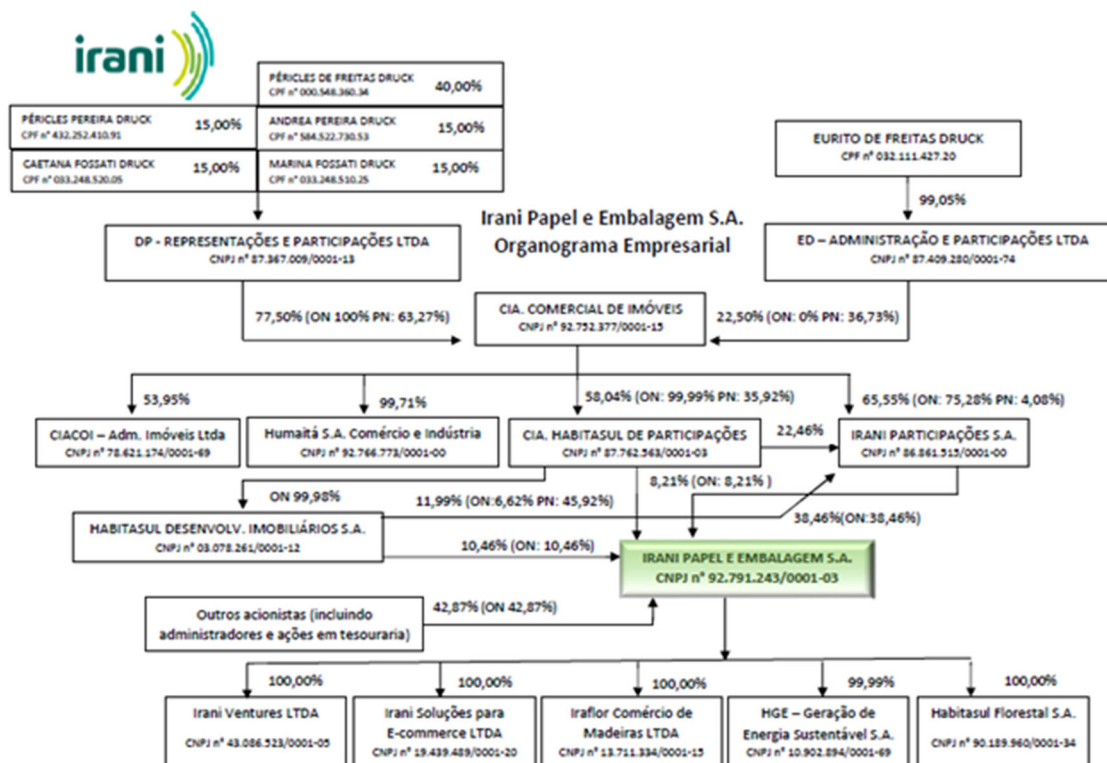 irani
PÉRICLES DE FREITAS DRUCK 40,00%
CPF nº 000.548.360.34
PÉRICLES PEREIRA DRUCK 15,00%
CPF nº 432.252.410.91
ANDREA PEREIRA DRUCK 15,00%
CPF nº 584.522.730.53
CAETANA FOSSATI DRUCK 15,00%
CPF nº 033.248.520.05
MARINA FOSSATI DRUCK 15,00%
CPF nº 033.248.510.25
EURITO DE FREITAS DRUCK
CPF nº 032.111.427.20
99,05%
Irani Papel e Embalagem S.A.
Organograma Empresarial
DP - REPRESENTAÇÕES E PARTICIPAÇÕES LTDA
CNPJ nº 87.367.009/0001-13
ED – ADMINISTRAÇÃO E PARTICIPAÇÕES LTDA
CNPJ nº 87.409.280/0001-74
77,50% (ON 100% PN: 63,27%)
CIA. COMERCIAL DE IMÓVEIS
CNPJ nº 92.752.377/0001-15
22,50% (ON: 0% PN: 36,73%)
53,95%
99,71%
58,04% (ON: 99,99% PN: 35,92%)
65,55% (ON: 75,28% PN: 4,08%)
CIACOI – Adm. Imóveis Ltda
CNPJ nº 78.621.174/0001-69
Humaitá S.A. Comércio e Indústria
CNPJ nº 92.766.773/0001-00
CIA. HABITASUL DE PARTICIPAÇÕES
CNPJ nº 87.762.563/0001-03
22,46%
IRANI PARTICIPAÇÕES S.A.
CNPJ nº 86.861.515/0001-00
ON 99,98%
11,99% (ON:6,62% PN: 45,92%)
8,21% (ON: 8,21% )
38,46%(ON:38,46%)
HABITASUL DESENVOLV. IMOBILIÁRIOS S.A.
CNPJ nº 03.078.261/0001-12
10,46% (ON: 10,46%)
IRANI PAPEL E EMBALAGEM S.A.
CNPJ nº 92.791.243/0001-03
Outros acionistas (incluindo
administradores e ações em tesouraria)
42,87% (ON 42,87%)
100,00%
100,00%
100,00%
99,99%
100,00%
Irani Ventures LTDA
CNPJ nº 43.086.523/0001-05
Irani Soluções para
E-commerce LTDA
CNPJ nº 19.439.489/0001-20
Iraflor Comércio de
Madeiras LTDA
CNPJ nº 13.711.334/0001-15
HGE – Geração de
Energia Sustentável S.A.
CNPJ nº 10.902.894/0001-69
Habitasul Florestal S.A.
CNPJ nº 90.189.960/0001-34